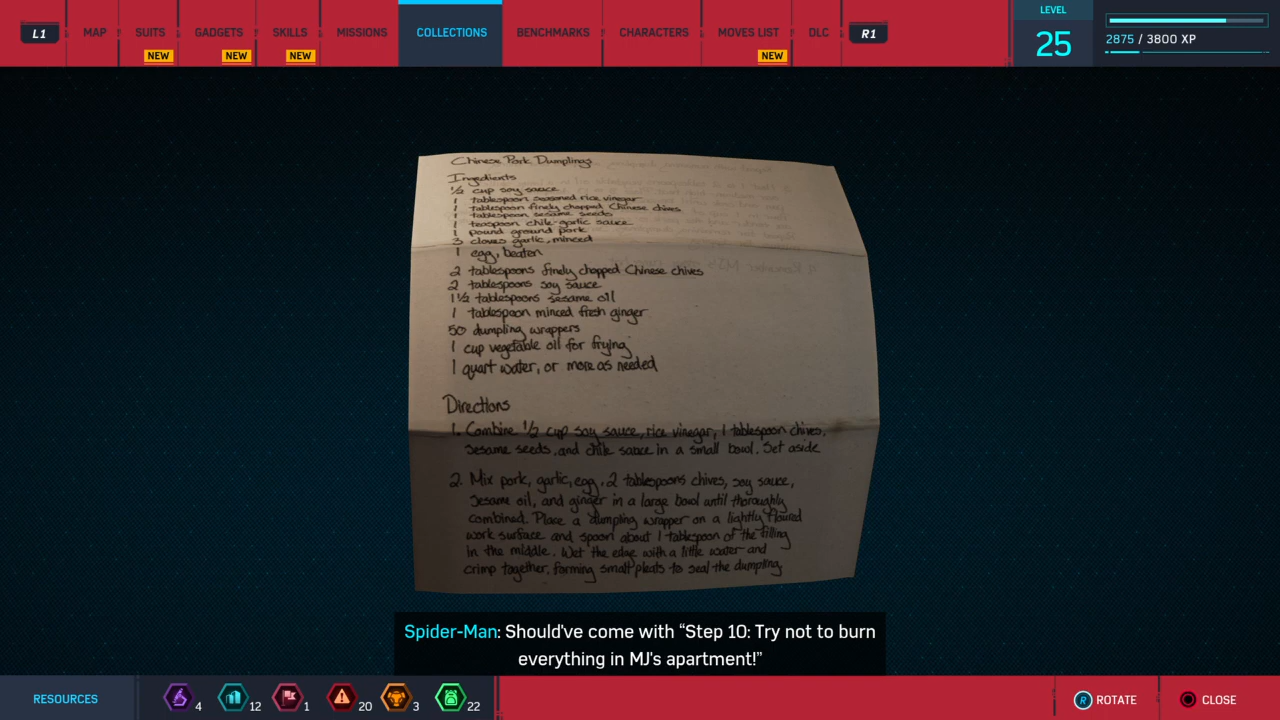 L1
MAP
SUITS
GADGETS
SKILLS
MISSIONS
COLLECTIONS
BENCHMARKS
CHARACTERS
MOVES LIST
DLC
R1
NEW
NEW
NEW
NEW
LEVEL
25
2875 / 3800 XP
Chinese Pork Dumplings
Ingredients
½ cup soy sauce
1 tablespoon seasoned rice vinegar
1 tablespoon finely chopped Chinese chives
1 tablespoon sesame seeds
1 teaspoon chile-garlic sauce
1 pound ground pork
3 cloves garlic, minced
1 egg, beaten
2 tablespoons finely chopped Chinese chives
2 tablespoons soy sauce
1½ tablespoons sesame oil
1 tablespoon minced fresh ginger
50 dumpling wrappers
1 cup vegetable oil for frying
1 quart water, or more as needed
Directions
1. Combine ½ cup soy sauce, rice vinegar, 1 tablespoon chives,
sesame seeds, and chile sauce in a small bowl. Set aside
2. Mix pork, garlic, egg, 2 tablespoons chives, soy sauce,
sesame oil, and ginger in a large bowl until thoroughly
combined. Place a dumpling wrapper on a lightly floured
work surface and spoon about 1 tablespoon of the filling
in the middle. Wet the edge with a little water and
crimp together, forming small pleats to seal the dumpling.
Spider-Man: Should've come with “Step 10: Try not to burn
everything in MJ's apartment!”
RESOURCES
4
12
1
20
3
22
R ROTATE
CLOSE